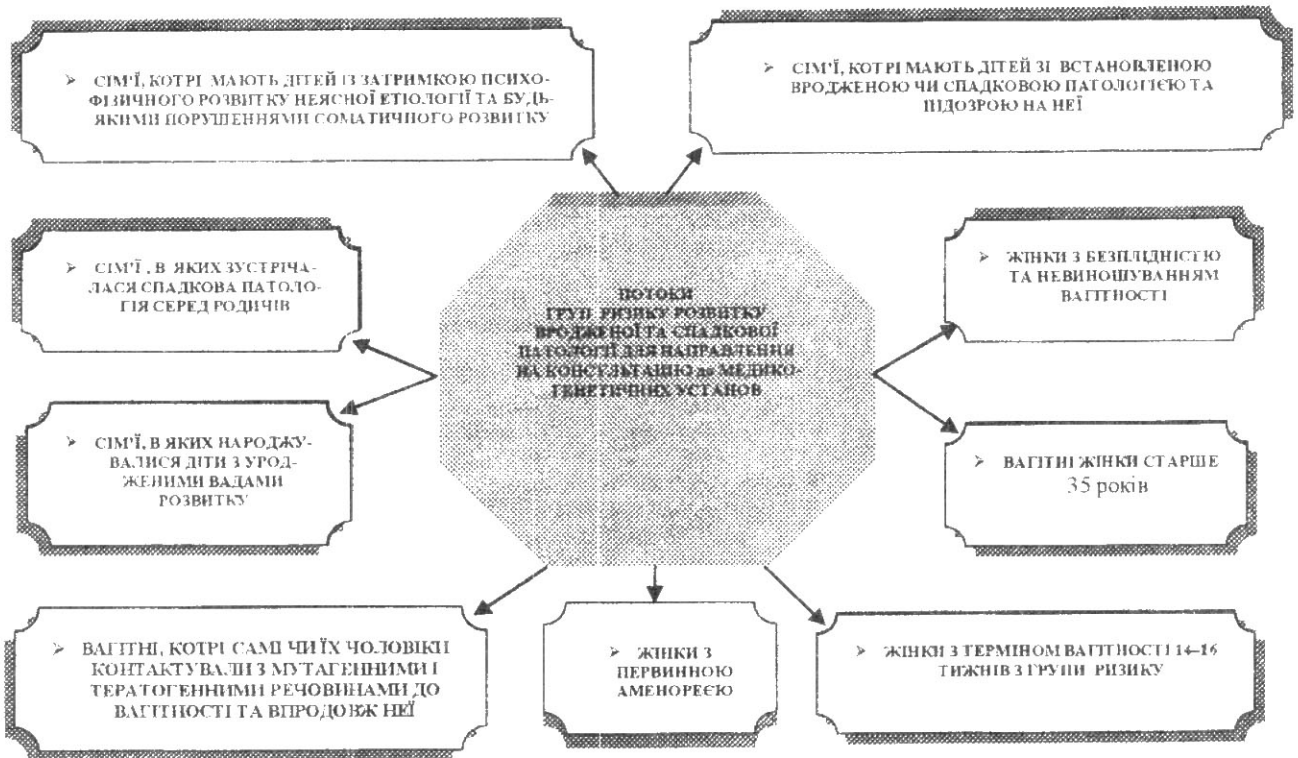 ➢ СІМ'Ї, КОТРІ МАЮТЬ ДІТЕЙ ІЗ ЗАТРИМКОЮ ПСИХО-
ФІЗИЧНОГО РОЗВИТКУ НЕЯСНОЇ ЕТІОЛОГІЇ ТА БУДЬ-
ЯКИМИ ПОРУШЕННЯМИ СОМАТИЧНОГО РОЗВИТКУ
➢ СІМ'Ї, КОТРІ МАЮТЬ ДІТЕЙ ЗІ ВСТАНОВЛЕНОЮ
ВРОДЖЕНОЮ ЧИ СПАДКОВОЮ ПАТОЛОГІЄЮ ТА
ПІДОЗРОЮ НА НЕЇ
➢ СІМ'Ї, В ЯКИХ ЗУСТРІЧА-
ЛАСЯ СПАДКОВА ПАТОЛО-
ГІЯ СЕРЕД РОДИЧІВ
ПОТОКИ
ГРУП РИЗИКУ РОЗВИТКУ
ВРОДЖЕНОЇ ТА СПАДКОВОЇ
ПАТОЛОГІЇ ДЛЯ НАПРАВЛЕННЯ
НА КОНСУЛЬТАЦІЮ до МЕДИКО-
ГЕНЕТИЧНИХ УСТАНОВ
➢ ЖІНКИ З БЕЗПЛІДНІСТЮ
ТА НЕВИНОШУВАННЯМ
ВАГІТНОСТІ
➢ СІМ'Ї, В ЯКИХ НАРОДЖУ-
ВАЛИСЯ ДІТИ З УРОД-
ЖЕНИМИ ВАДАМИ
РОЗВИТКУ
➢ ВАГІТНІ ЖІНКИ СТАРШЕ
35 років
➢ ВАГІТНІ, КОТРІ САМІ ЧИ ЇХ ЧОЛОВІКИ
КОНТАКТУВАЛИ З МУТАГЕННИМИ І
ТЕРАТОГЕННИМИ РЕЧОВИНАМИ ДО
ВАГІТНОСТІ ТА ВПРОДОВЖ НЕЇ
➢ ЖІНКИ З
ПЕРВИННОЮ
АМЕНОРЕЄЮ
➢ ЖІНКИ З ТЕРМІНОМ ВАГІТНОСТІ 14–16
ТИЖНІВ З ГРУПИ РИЗИКУ